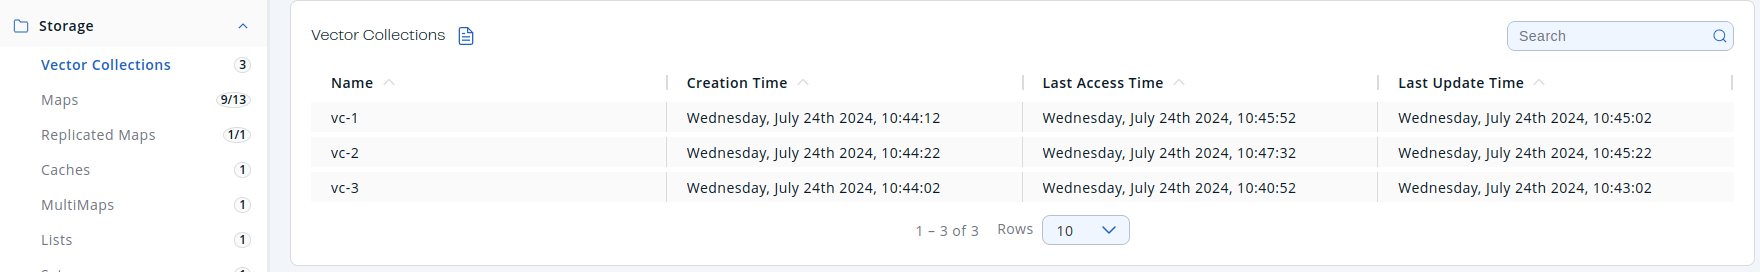 Storage
Vector Collections 3
Maps 9/13
Replicated Maps 1/1
Caches 1
MultiMaps 1
Lists 1
Vector Collections
Search
Name Creation Time Last Access Time Last Update Time
vc-1 Wednesday, July 24th 2024, 10:44:12 Wednesday, July 24th 2024, 10:45:52 Wednesday, July 24th 2024, 10:45:02
vc-2 Wednesday, July 24th 2024, 10:44:22 Wednesday, July 24th 2024, 10:47:32 Wednesday, July 24th 2024, 10:45:22
vc-3 Wednesday, July 24th 2024, 10:44:02 Wednesday, July 24th 2024, 10:40:52 Wednesday, July 24th 2024, 10:43:02
1 – 3 of 3 Rows 10